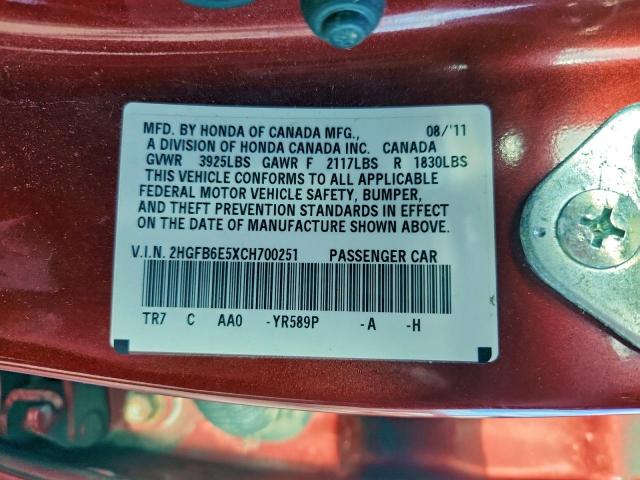 MFD. BY HONDA OF CANADA MFG., 08/'11
A DIVISION OF HONDA CANADA INC. CANADA
GVWR 3925LBS GAWR F 2117LBS R 1830LBS
THIS VEHICLE CONFORMS TO ALL APPLICABLE
FEDERAL MOTOR VEHICLE SAFETY, BUMPER,
AND THEFT PREVENTION STANDARDS IN EFFECT
ON THE DATE OF MANUFACTURE SHOWN ABOVE.
V.I.N. 2HGFB6E5XCH700251 PASSENGER CAR
TR7 C AA0 -YR589P -A -H